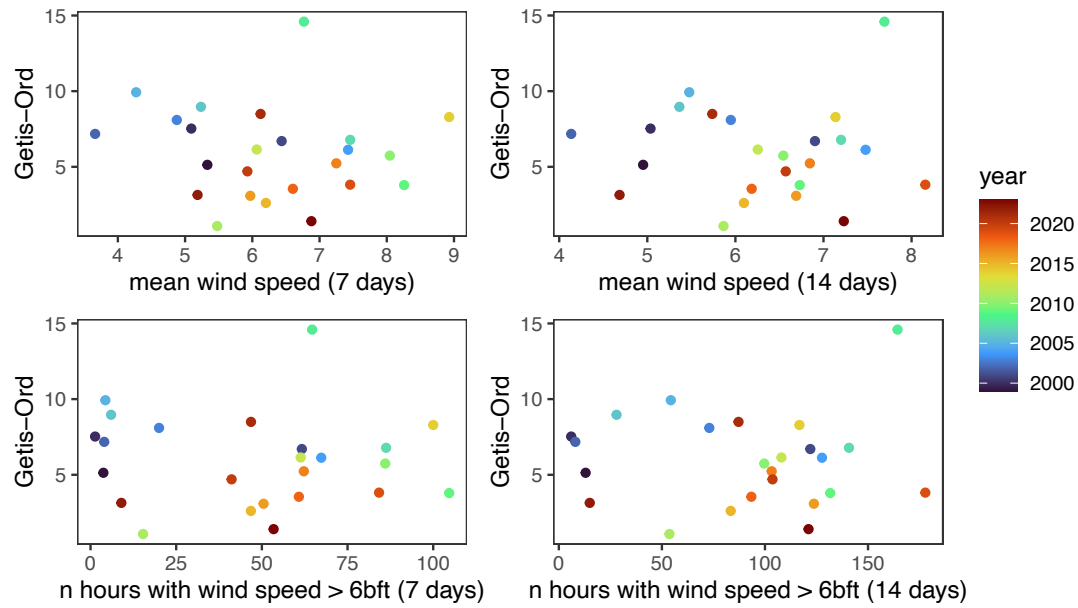 15
10
5
Getis–Ord
4 5 6 7 8 9
mean wind speed (7 days)
15
10
5
Getis–Ord
4 5 6 7 8
mean wind speed (14 days)
15
10
5
Getis–Ord
0 25 50 75 100
n hours with wind speed > 6bft (7 days)
15
10
5
Getis–Ord
0 50 100 150
n hours with wind speed > 6bft (14 days)
year
2020
2015
2010
2005
2000